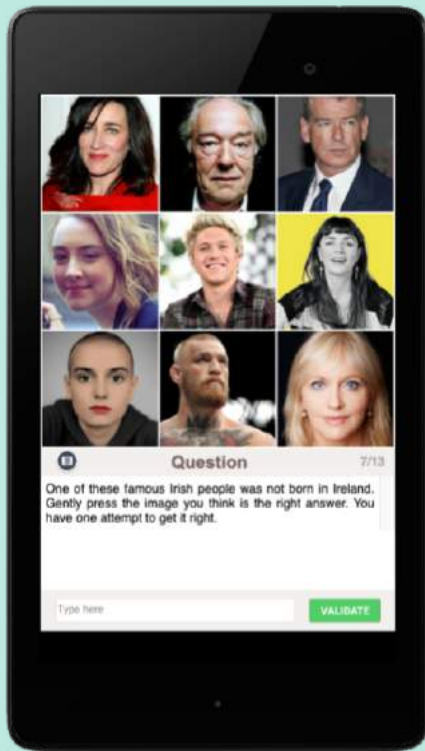 Question
7/13
One of these famous Irish people was not born in Ireland.
Gently press the image you think is the right answer. You
have one attempt to get it right.
Type here
VALIDATE